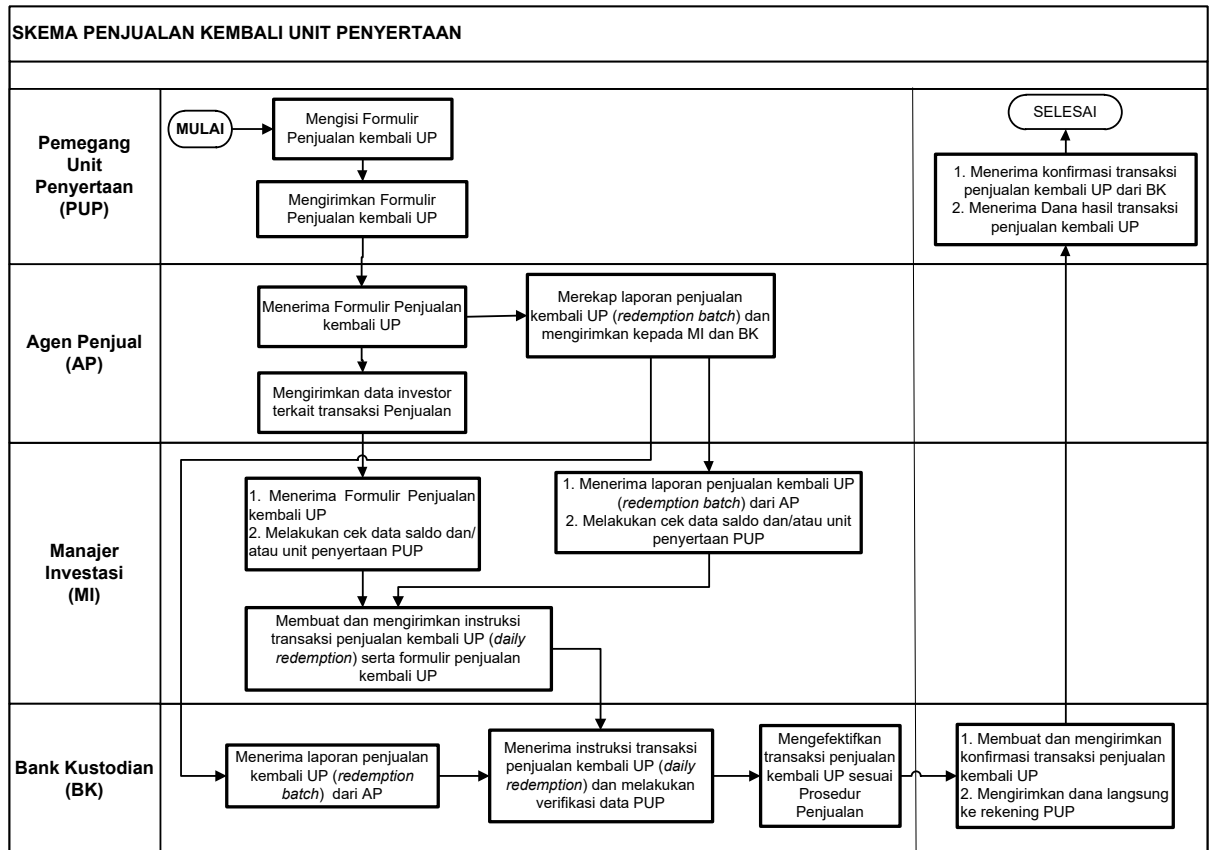 SKEMA PENJUALAN KEMBALI UNIT PENYERTAAN
Pemegang
Unit
Penyertaan
(PUP)
MULAI
Mengisi Formulir
Penjualan kembali UP
Mengirimkan Formulir
Penjualan kembali UP
SELESAI
1. Menerima konfirmasi transaksi
penjualan kembali UP dari BK
2. Menerima Dana hasil transaksi
penjualan kembali UP
Agen Penjual
(AP)
Menerima Formulir Penjualan
kembali UP
Merekap laporan penjualan
kembali UP (redemption batch) dan
mengirimkan kepada MI dan BK
Mengirimkan data investor
terkait transaksi Penjualan
Manajer
Investasi
(MI)
1. Menerima Formulir Penjualan
kembali UP
2. Melakukan cek data saldo dan/
atau unit penyertaan PUP
1. Menerima laporan penjualan kembali UP
(redemption batch) dari AP
2. Melakukan cek data saldo dan/atau unit
penyertaan PUP
Membuat dan mengirimkan instruksi
transaksi penjualan kembali UP (daily
redemption) serta formulir penjualan
kembali UP
Bank Kustodian
(BK)
Menerima laporan penjualan
kembali UP (redemption
batch) dari AP
Menerima instruksi transaksi
penjualan kembali UP (daily
redemption) dan melakukan
verifikasi data PUP
Mengefektifkan
transaksi penjualan
kembali UP sesuai
Prosedur
Penjualan
1. Membuat dan mengirimkan
konfirmasi transaksi penjualan
kembali UP
2. Mengirimkan dana langsung
ke rekening PUP